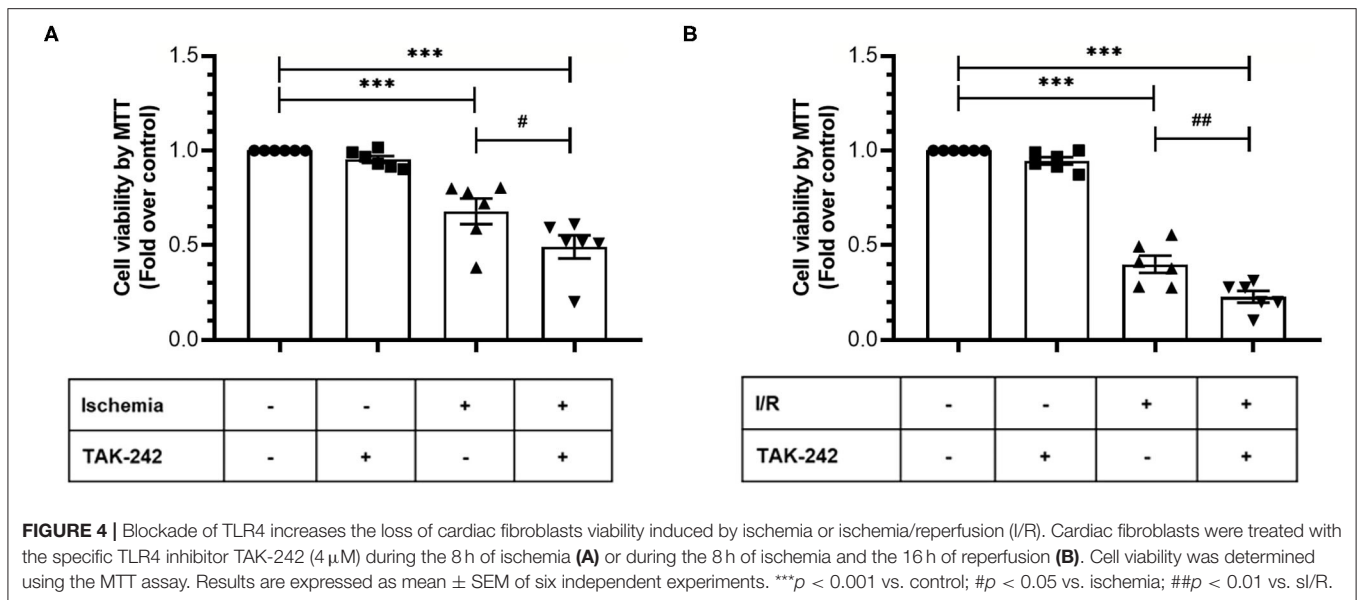 A
Cell viability by MTT
(Fold over control)
1.5
1.0
0.5
0.0
***
***
#
Ischemia - - + +
TAK-242 - + - +
B
Cell viability by MTT
(Fold over control)
1.5
1.0
0.5
0.0
***
***
##
I/R - - + +
TAK-242 - + - +
FIGURE 4 | Blockade of TLR4 increases the loss of cardiac fibroblasts viability induced by ischemia or ischemia/reperfusion (I/R). Cardiac fibroblasts were treated with
the specific TLR4 inhibitor TAK-242 (4 μM) during the 8 h of ischemia (A) or during the 8 h of ischemia and the 16 h of reperfusion (B). Cell viability was determined
using the MTT assay. Results are expressed as mean ± SEM of six independent experiments. ***p < 0.001 vs. control; #p < 0.05 vs. ischemia; ##p < 0.01 vs. sI/R.